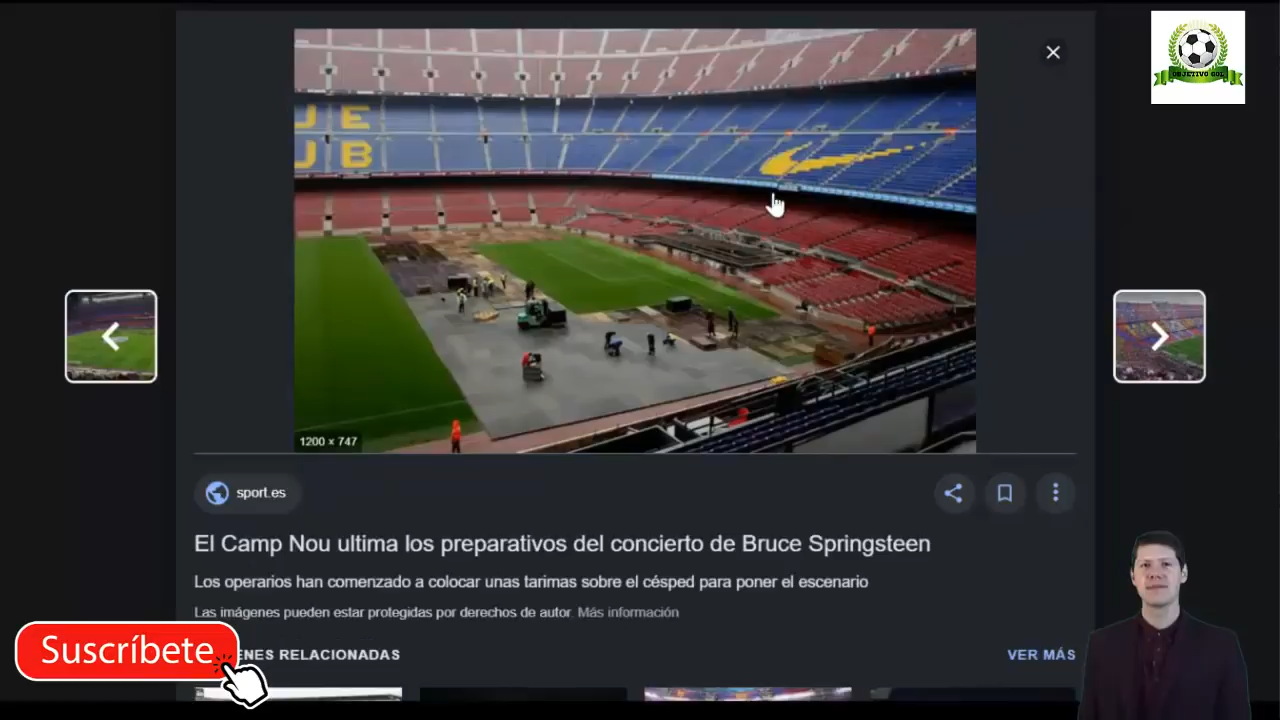 OBJETIVO GOL
U E
U B
1200 × 747
sport.es
El Camp Nou ultima los preparativos del concierto de Bruce Springsteen
Los operarios han comenzado a colocar unas tarimas sobre el césped para poner el escenario
Las imágenes pueden estar protegidas por derechos de autor. Más información
Suscríbete
ENES RELACIONADAS
VER MÁS